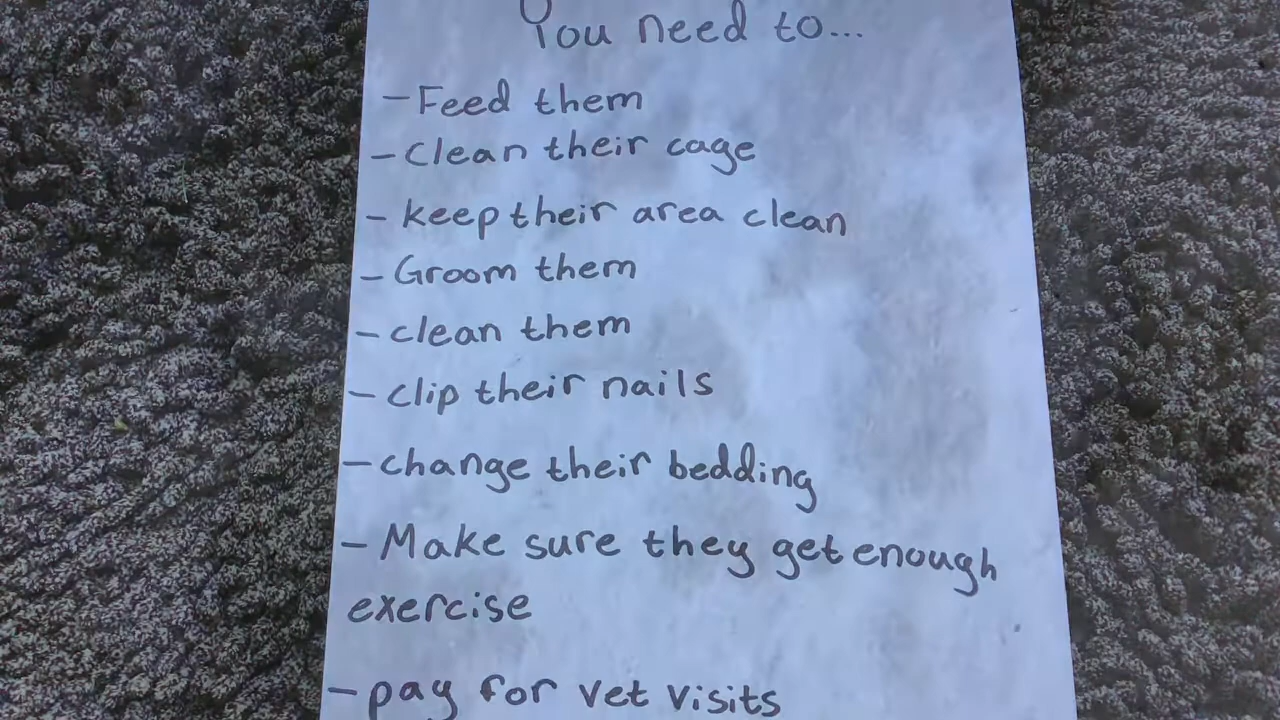 You need to...
- Feed them
- Clean their cage
- keep their area clean
- Groom them
- clean them
- clip their nails
- change their bedding
- Make sure they get enough
exercise
- pay for vet visits